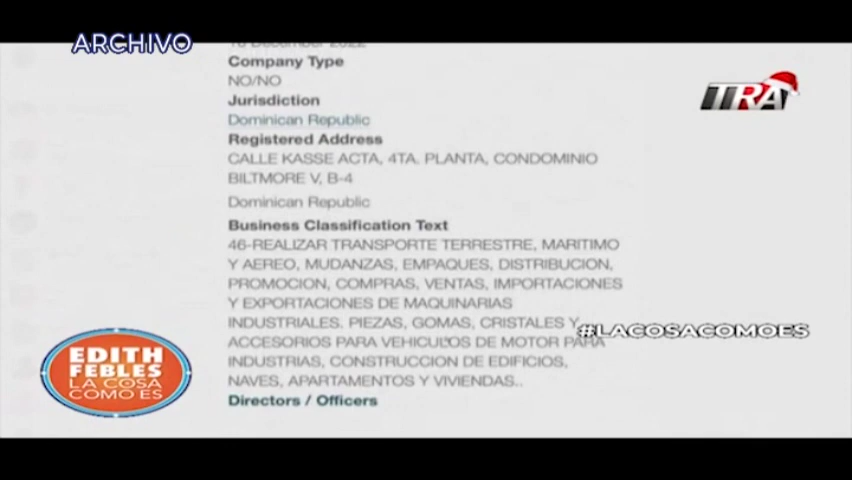 ARCHIVO
16 December 2022
Company Type
NO/NO
TRA
Jurisdiction
Dominican Republic
Registered Address
CALLE KASSE ACTA, 4TA. PLANTA, CONDOMINIO
BILTMORE V, B-4
Dominican Republic
Business Classification Text
46-REALIZAR TRANSPORTE TERRESTRE, MARITIMO
Y AEREO, MUDANZAS, EMPAQUES, DISTRIBUCION,
PROMOCION, COMPRAS, VENTAS, IMPORTACIONES
Y EXPORTACIONES DE MAQUINARIAS
INDUSTRIALES. PIEZAS, GOMAS, CRISTALES Y
#LACOSACOMOES
ACCESORIOS PARA VEHICULOS DE MOTOR PARA
INDUSTRIAS, CONSTRUCCION DE EDIFICIOS,
NAVES, APARTAMENTOS Y VIVIENDAS..
Directors / Officers
EDITH
FEBLES
LA COSA
COMO ES